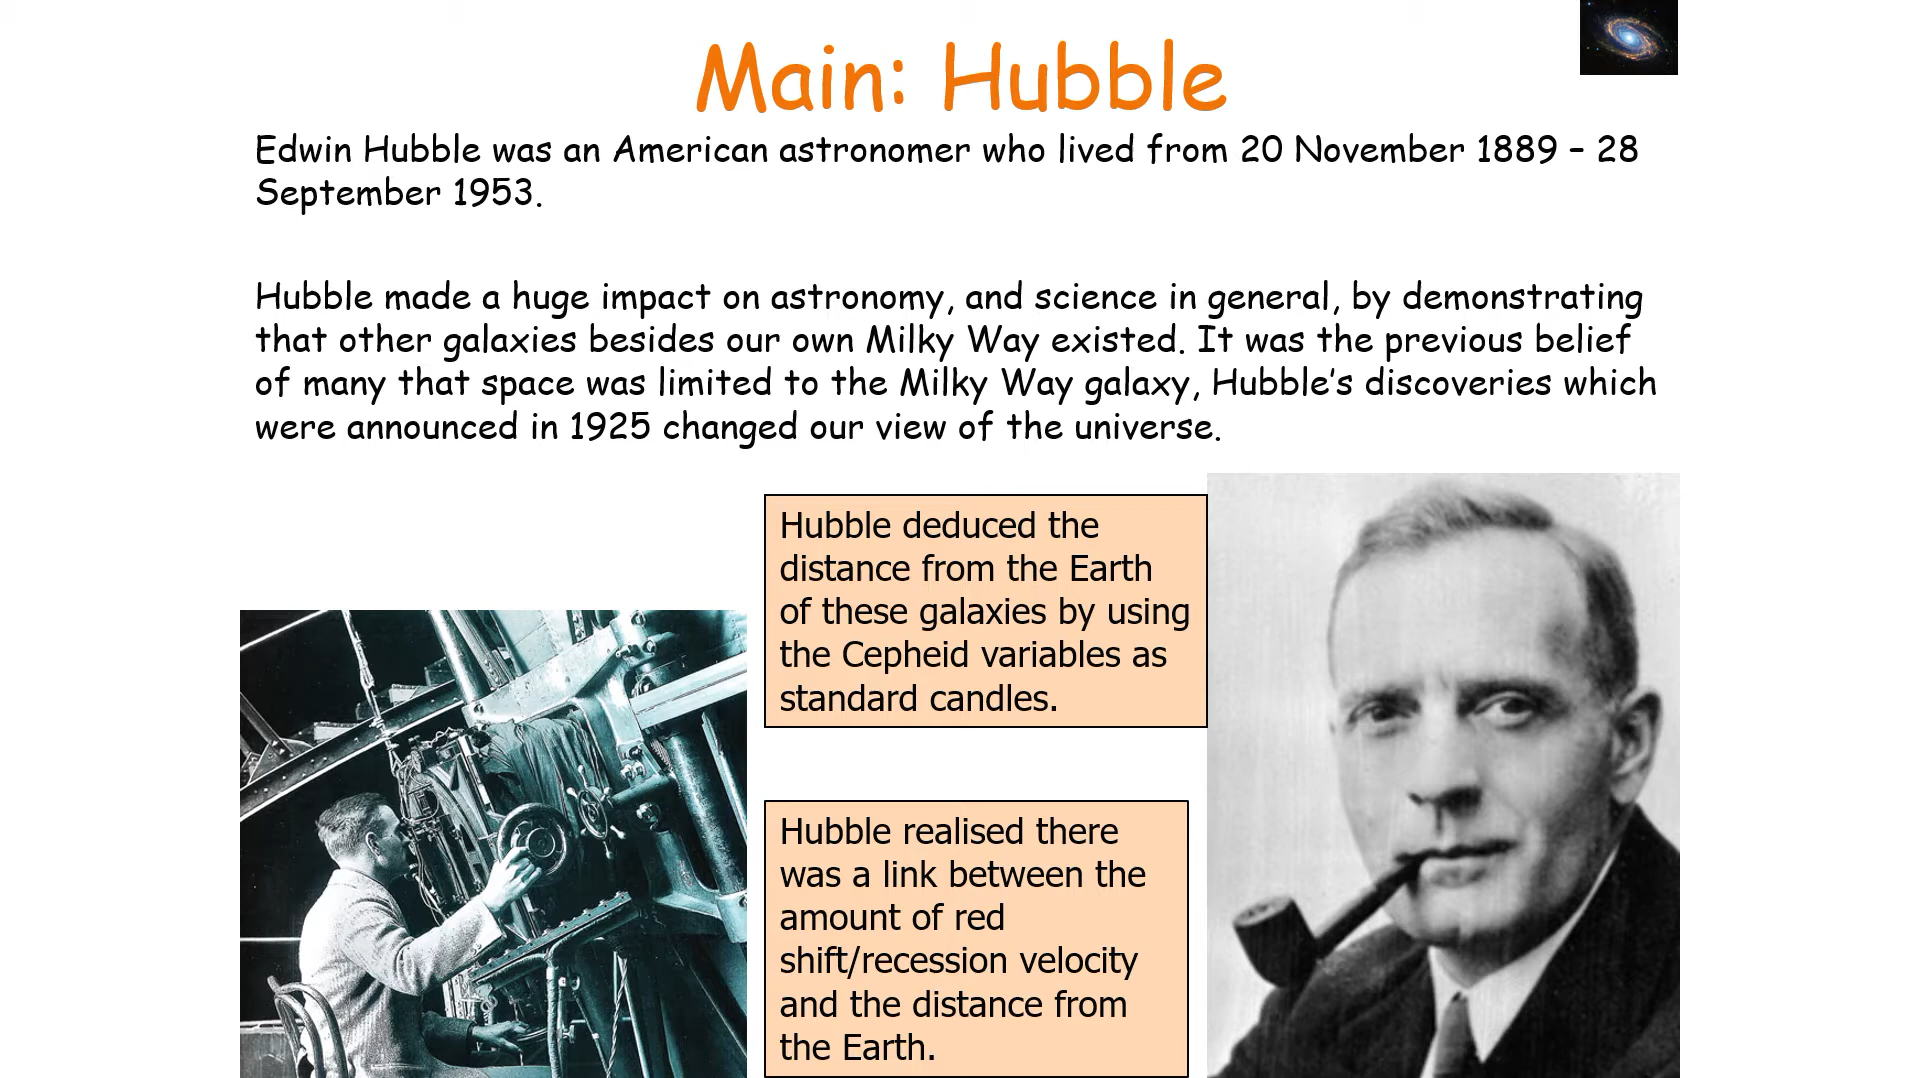 Main: Hubble
Edwin Hubble was an American astronomer who lived from 20 November 1889 – 28
September 1953.
Hubble made a huge impact on astronomy, and science in general, by demonstrating
that other galaxies besides our own Milky Way existed. It was the previous belief
of many that space was limited to the Milky Way galaxy, Hubble’s discoveries which
were announced in 1925 changed our view of the universe.
Hubble deduced the
distance from the Earth
of these galaxies by using
the Cepheid variables as
standard candles.
Hubble realised there
was a link between the
amount of red
shift/recession velocity
and the distance from
the Earth.